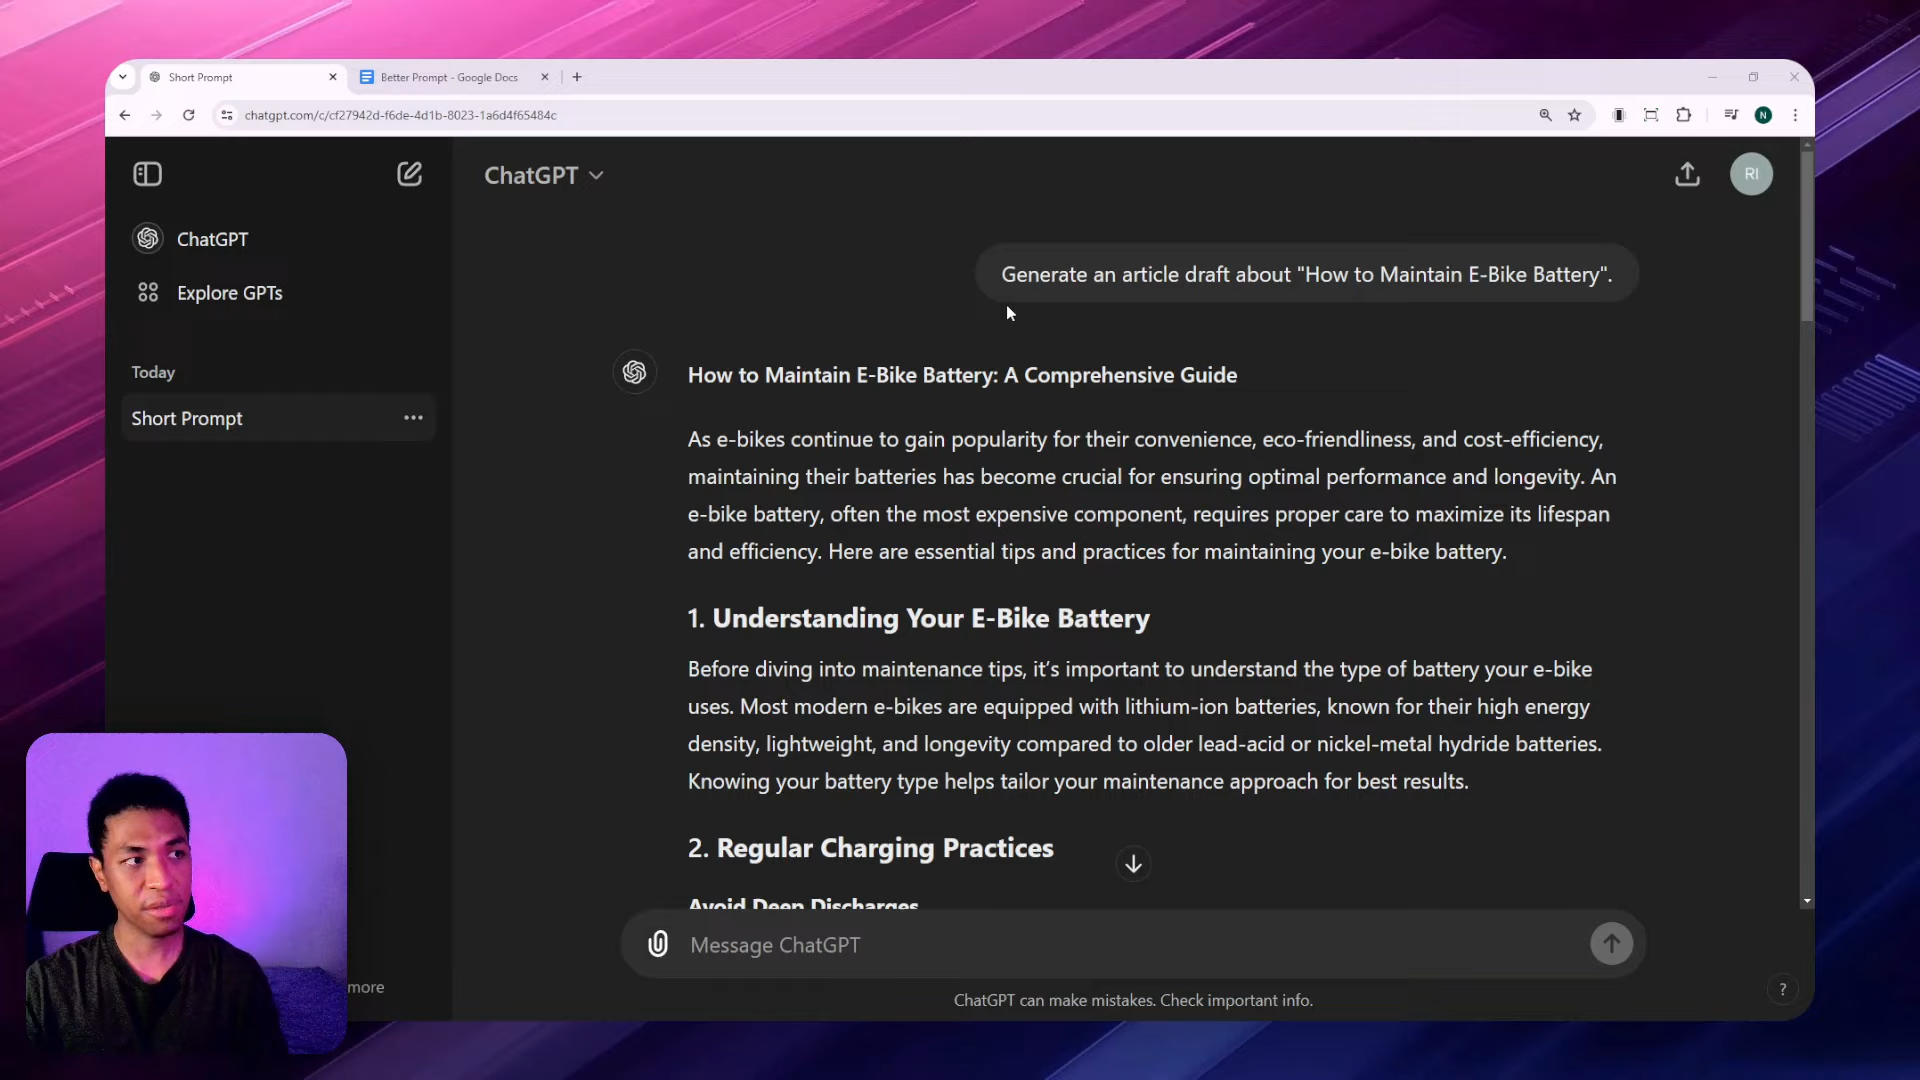 Short Prompt
Better Prompt - Google Docs
chatgpt.com/c/cf27942d-f6de-4d1b-8023-1a6d4f65484c
N
ChatGPT
RI
ChatGPT
Explore GPTs
Today
Short Prompt
Generate an article draft about "How to Maintain E-Bike Battery".
How to Maintain E-Bike Battery: A Comprehensive Guide
As e-bikes continue to gain popularity for their convenience, eco-friendliness, and cost-efficiency,
maintaining their batteries has become crucial for ensuring optimal performance and longevity. An
e-bike battery, often the most expensive component, requires proper care to maximize its lifespan
and efficiency. Here are essential tips and practices for maintaining your e-bike battery.
1. Understanding Your E-Bike Battery
Before diving into maintenance tips, it's important to understand the type of battery your e-bike
uses. Most modern e-bikes are equipped with lithium-ion batteries, known for their high energy
density, lightweight, and longevity compared to older lead-acid or nickel-metal hydride batteries.
Knowing your battery type helps tailor your maintenance approach for best results.
2. Regular Charging Practices
Avoid Deep Discharges
Message ChatGPT
more
ChatGPT can make mistakes. Check important info.
?